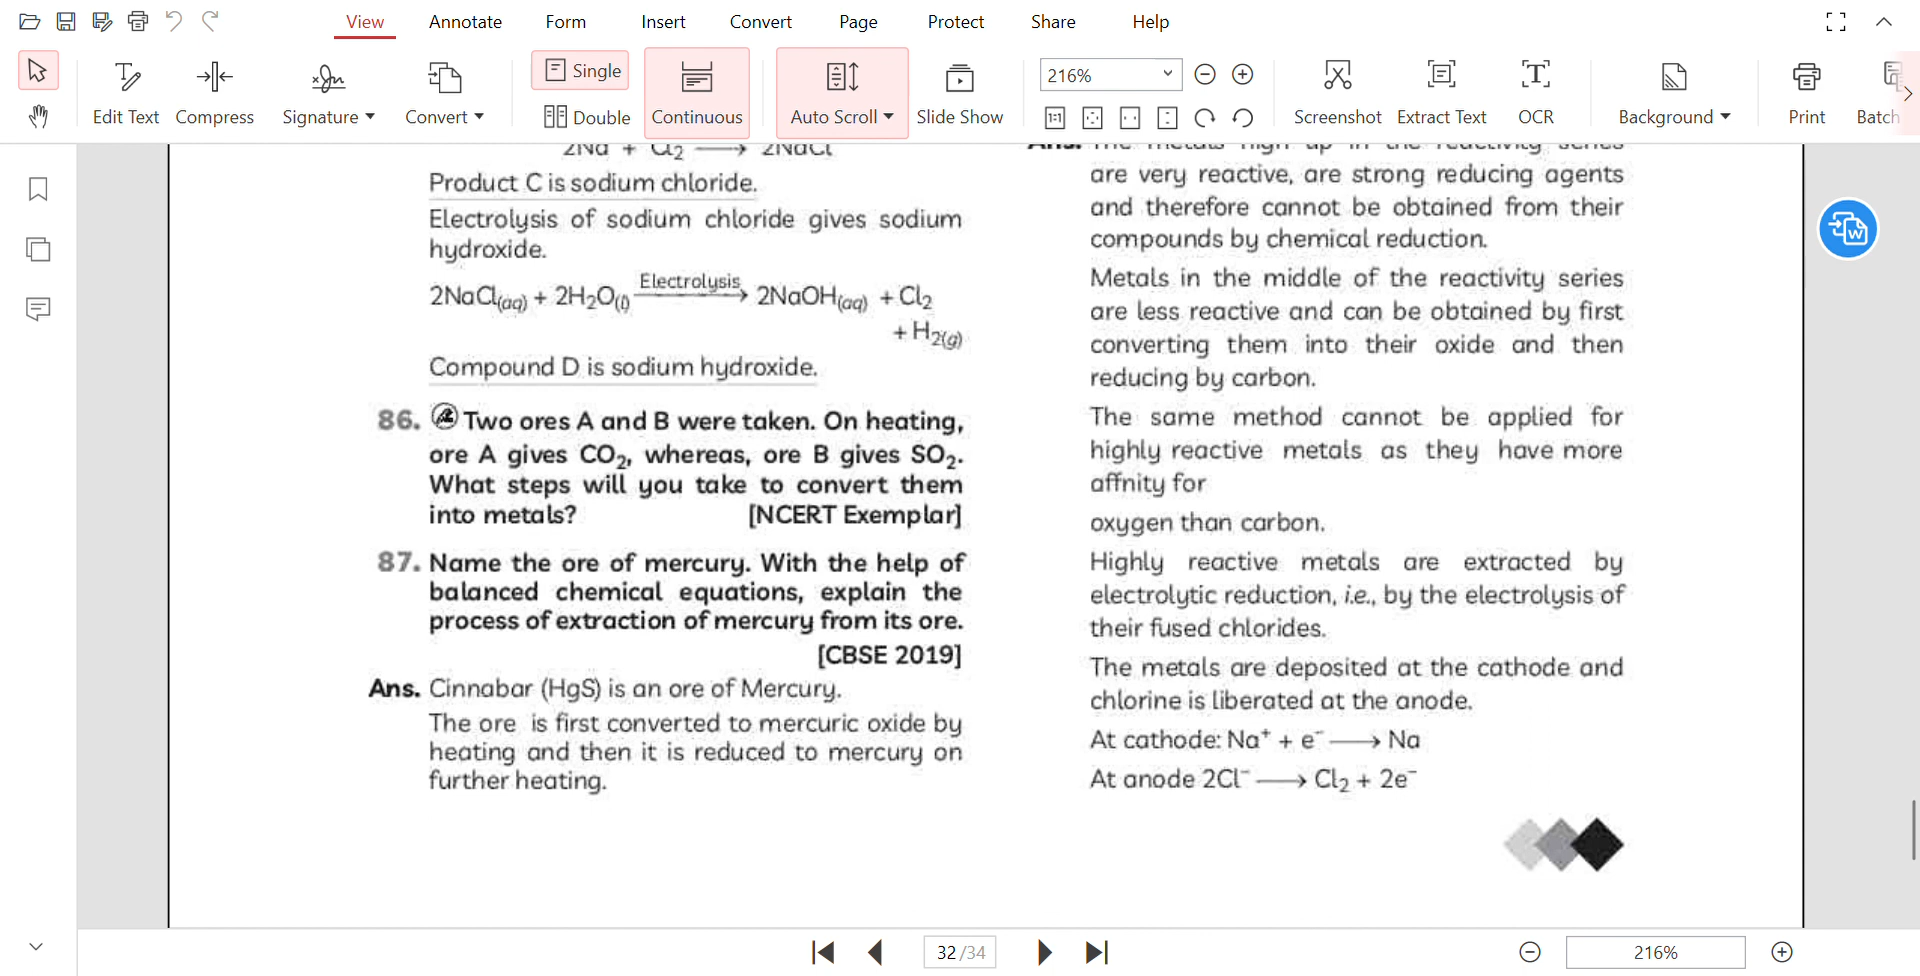 View Annotate Form Insert Convert Page Protect Share Help
Edit Text Compress Signature Convert Single Double Continuous Auto Scroll Slide Show 216% 1:1 Screenshot Extract Text OCR Background Print Batch
2Na + Cl₂ ⟶ 2NaCl
Product C is sodium chloride.
Electrolysis of sodium chloride gives sodium
hydroxide.
Electrolysis
2NaCl(aq) + 2H₂O(l) ⟶ 2NaOH(aq) + Cl₂
+ H₂(g)
Compound D is sodium hydroxide.
86. Two ores A and B were taken. On heating,
ore A gives CO₂, whereas, ore B gives SO₂.
What steps will you take to convert them
into metals? [NCERT Exemplar]
87. Name the ore of mercury. With the help of
balanced chemical equations, explain the
process of extraction of mercury from its ore.
[CBSE 2019]
Ans. Cinnabar (HgS) is an ore of Mercury.
The ore is first converted to mercuric oxide by
heating and then it is reduced to mercury on
further heating.
Ans. The metals high up in the reactivity series
are very reactive, are strong reducing agents
and therefore cannot be obtained from their
compounds by chemical reduction.
Metals in the middle of the reactivity series
are less reactive and can be obtained by first
converting them into their oxide and then
reducing by carbon.
The same method cannot be applied for
highly reactive metals as they have more
affnity for
oxygen than carbon.
Highly reactive metals are extracted by
electrolytic reduction, i.e., by the electrolysis of
their fused chlorides.
The metals are deposited at the cathode and
chlorine is liberated at the anode.
At cathode: Na⁺ + e⁻ ⟶ Na
At anode 2Cl⁻ ⟶ Cl₂ + 2e⁻
32 /34 216%